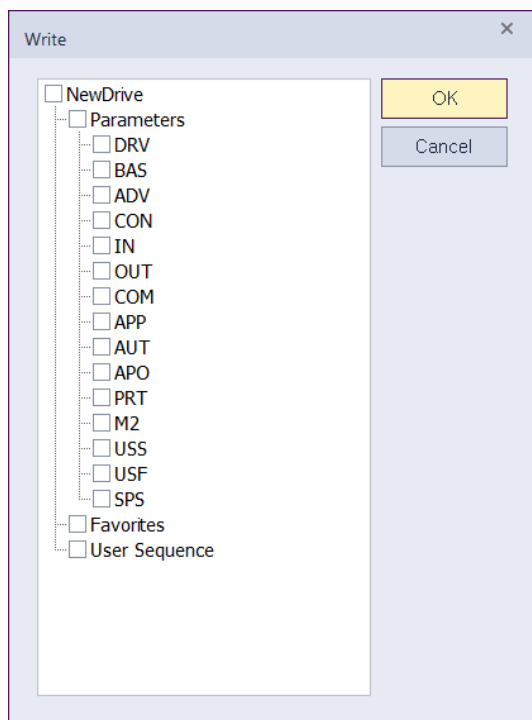 Write
NewDrive
OK
Parameters
Cancel
DRV
BAS
ADV
CON
IN
OUT
COM
APP
AUT
APO
PRT
M2
USS
USF
SPS
Favorites
User Sequence